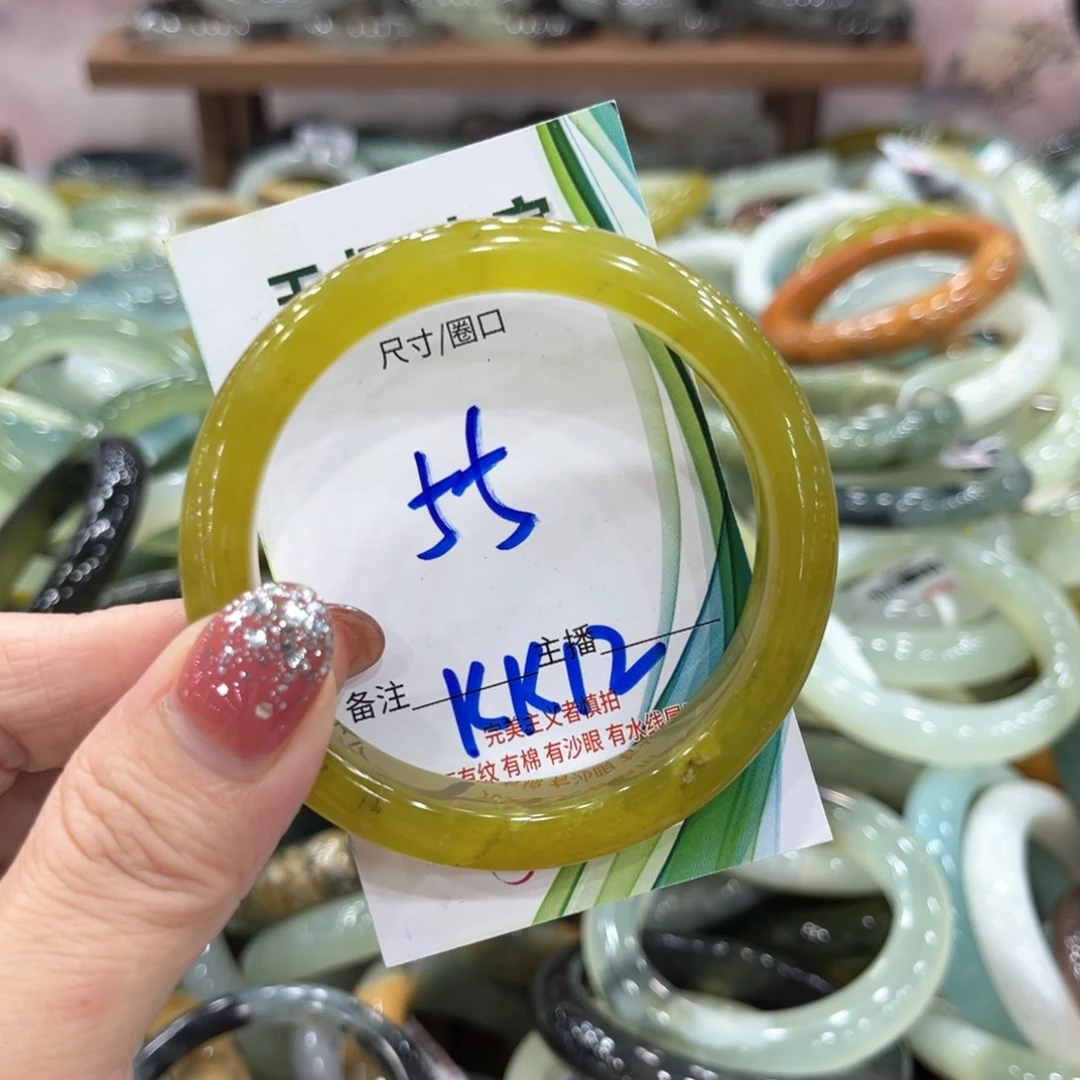 尺寸/圈口
55
主播
备注 KK12
完美主义者慎拍
有纹 有棉 有沙眼 有水线